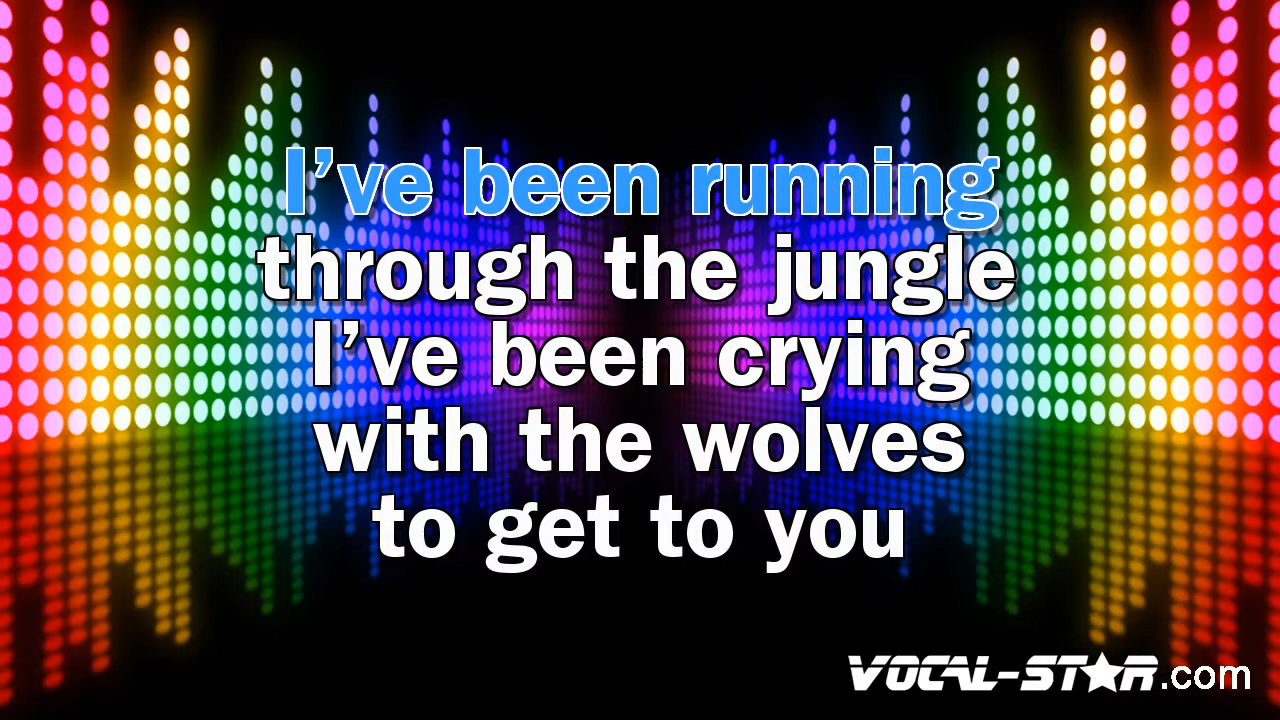 I’ve been running
through the jungle
I’ve been crying
with the wolves
to get to you
VOCAL-STAR.com